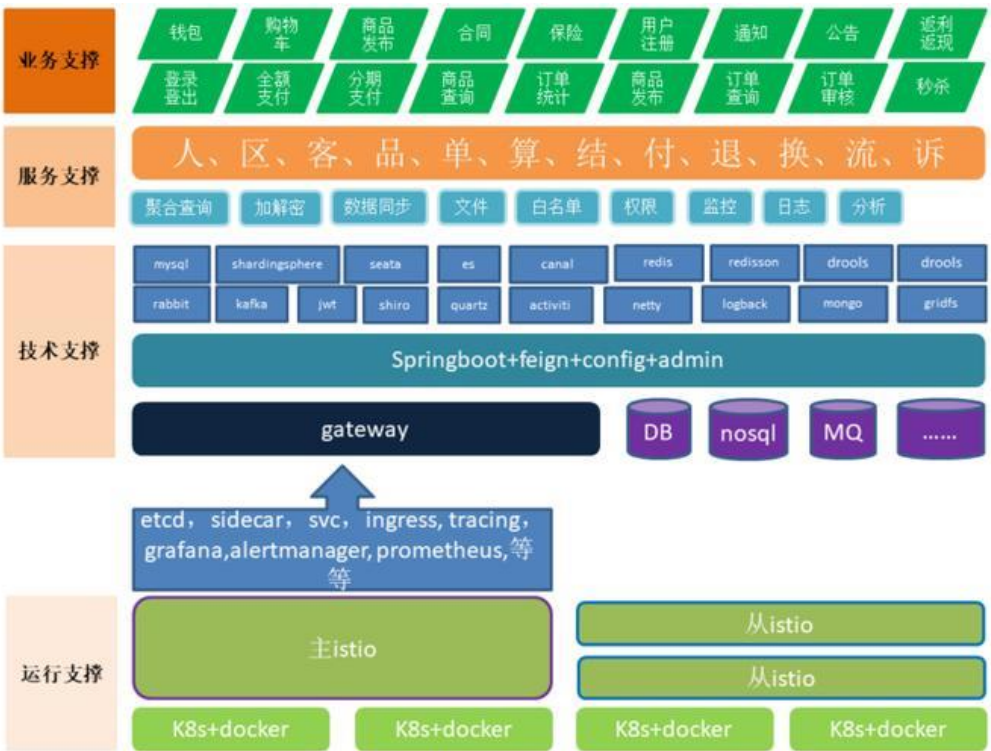 业务支撑
钱包
购物
车
商品
发布
合同
保险
用户
注册
通知
公告
返利
返现
登录
登出
全额
支付
分期
支付
商品
查询
订单
统计
商品
发布
订单
查询
订单
审核
秒杀
服务支撑
人、区、客、品、单、算、结、付、退、换、流、诉
聚合查询
加解密
数据同步
文件
白名单
权限
监控
日志
分析
技术支撑
mysql
shardingsphere
seata
es
canal
redis
redisson
drools
drools
rabbit
kafka
jwt
shiro
quartz
activiti
netty
logback
mongo
gridfs
Springboot+feign+config+admin
gateway
DB
nosql
MQ
......
etcd，sidecar，svc，ingress, tracing，
grafana,alertmanager, prometheus,等
等
运行支撑
主istio
从istio
从istio
K8s+docker
K8s+docker
K8s+docker
K8s+docker